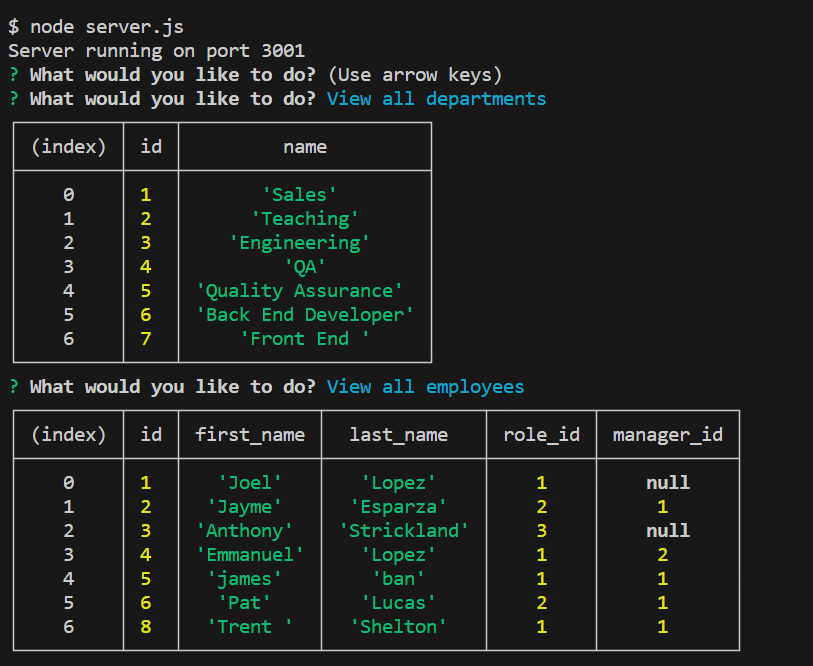 $ node server.js
Server running on port 3001
? What would you like to do? (Use arrow keys)
? What would you like to do? View all departments
(index) id name
0 1 'Sales'
1 2 'Teaching'
2 3 'Engineering'
3 4 'QA'
4 5 'Quality Assurance'
5 6 'Back End Developer'
6 7 'Front End '
? What would you like to do? View all employees
(index) id first_name last_name role_id manager_id
0 1 'Joel' 'Lopez' 1 null
1 2 'Jayme' 'Esparza' 2 1
2 3 'Anthony' 'Strickland' 3 null
3 4 'Emmanuel' 'Lopez' 1 2
4 5 'james' 'ban' 1 1
5 6 'Pat' 'Lucas' 2 1
6 8 'Trent ' 'Shelton' 1 1